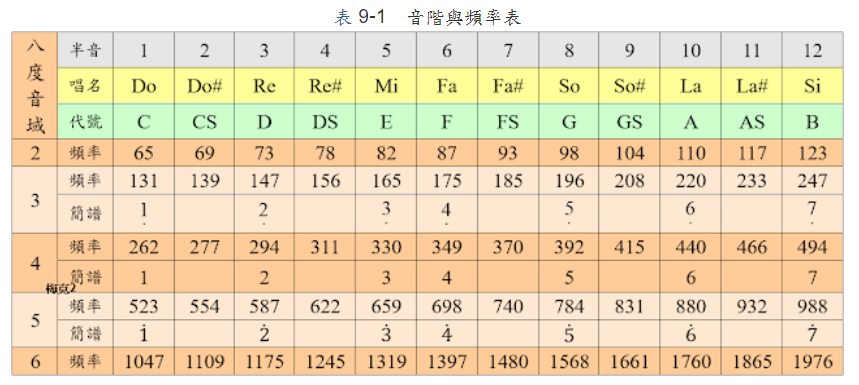 表 9-1 音階與頻率表
八度音域 半音 1 2 3 4 5 6 7 8 9 10 11 12
唱名 Do Do# Re Re# Mi Fa Fa# So So# La La# Si
代號 C CS D DS E F FS G GS A AS B
2 頻率 65 69 73 78 82 87 93 98 104 110 117 123
3 頻率 131 139 147 156 165 175 185 196 208 220 233 247
簡譜 1̣ 2̣ 3̣ 4̣ 5̣ 6̣ 7̣
4 頻率 262 277 294 311 330 349 370 392 415 440 466 494
簡譜 1 2 3 4 5 6 7
梅克2
5 頻率 523 554 587 622 659 698 740 784 831 880 932 988
簡譜 1̇ 2̇ 3̇ 4̇ 5̇ 6̇ 7̇
6 頻率 1047 1109 1175 1245 1319 1397 1480 1568 1661 1760 1865 1976